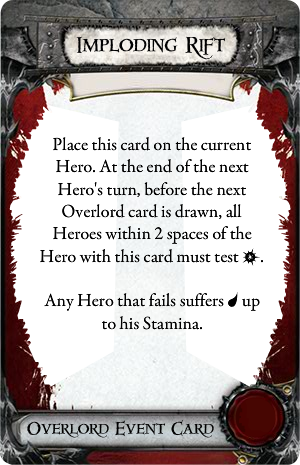 Imploding Rift
Place this card on the current
Hero. At the end of the next
Hero's turn, before the next
Overlord card is drawn, all
Heroes within 2 spaces of the
Hero with this card must test .
Any Hero that fails suffers up
to his Stamina.
Overlord Event Card